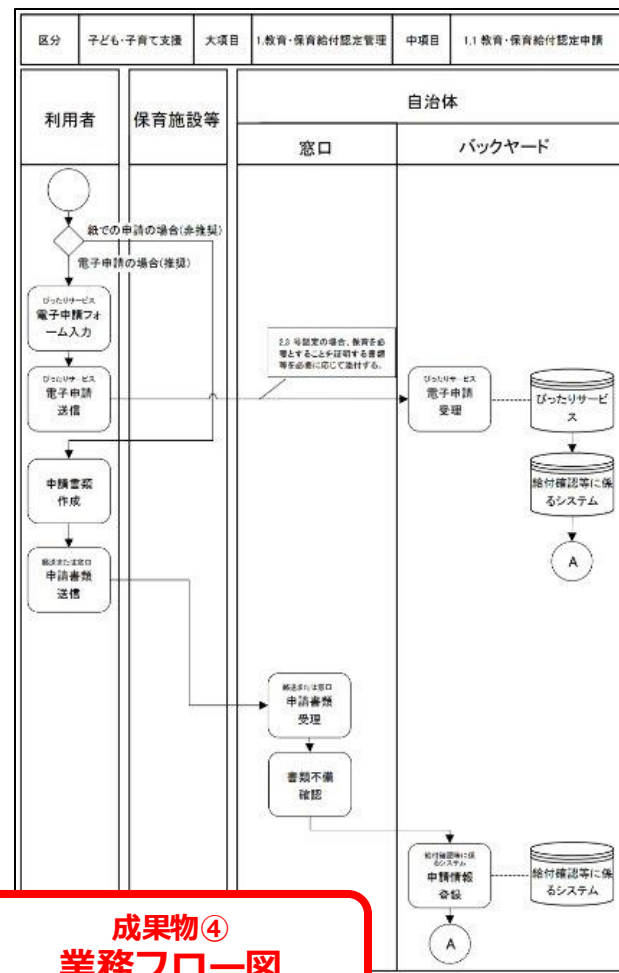 区分
子ども・子育て支援
大項目
1.教育・保育給付認定管理
中項目
1.1 教育・保育給付認定申請
利用者
保育施設等
自治体
窓口
バックヤード
紙での申請の場合(非推奨)
電子申請の場合(推奨)
ぴったりサービス
電子申請フォ
ーム入力
ぴったりサービス
電子申請
送信
2.3 号認定の場合、保育を必
要とすることを証明する書類
等を必要に応じて添付する。
ぴったりサービス
電子申請
受理
ぴったりサービ
ス
給付確認等に係
るシステム
A
申請書類
作成
郵送または窓口
申請書類
送信
郵送または窓口
申請書類
受理
書類不備
確認
給付確認等に係
るシステム
申請情報
登録
給付確認等に係
るシステム
A
成果物④
業務フロー図